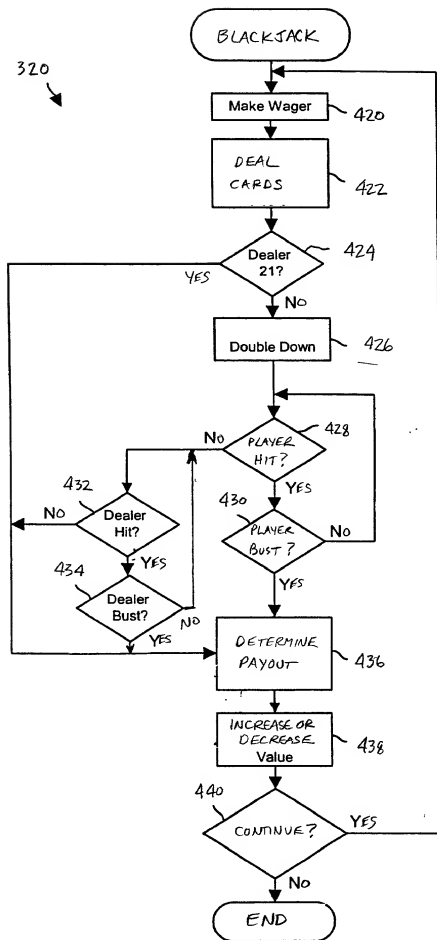 BLACKJACK
320
Make Wager
420
DEAL
CARDS
422
Dealer
21?
424
YES
NO
Double Down
426
PLAYER
HIT?
428
NO
YES
432
Dealer
Hit?
NO
YES
430
PLAYER
BUST?
NO
YES
434
Dealer
Bust?
NO
YES
DETERMINE
PAYOUT
436
INCREASE OR
DECREASE
Value
438
440
CONTINUE?
YES
NO
END